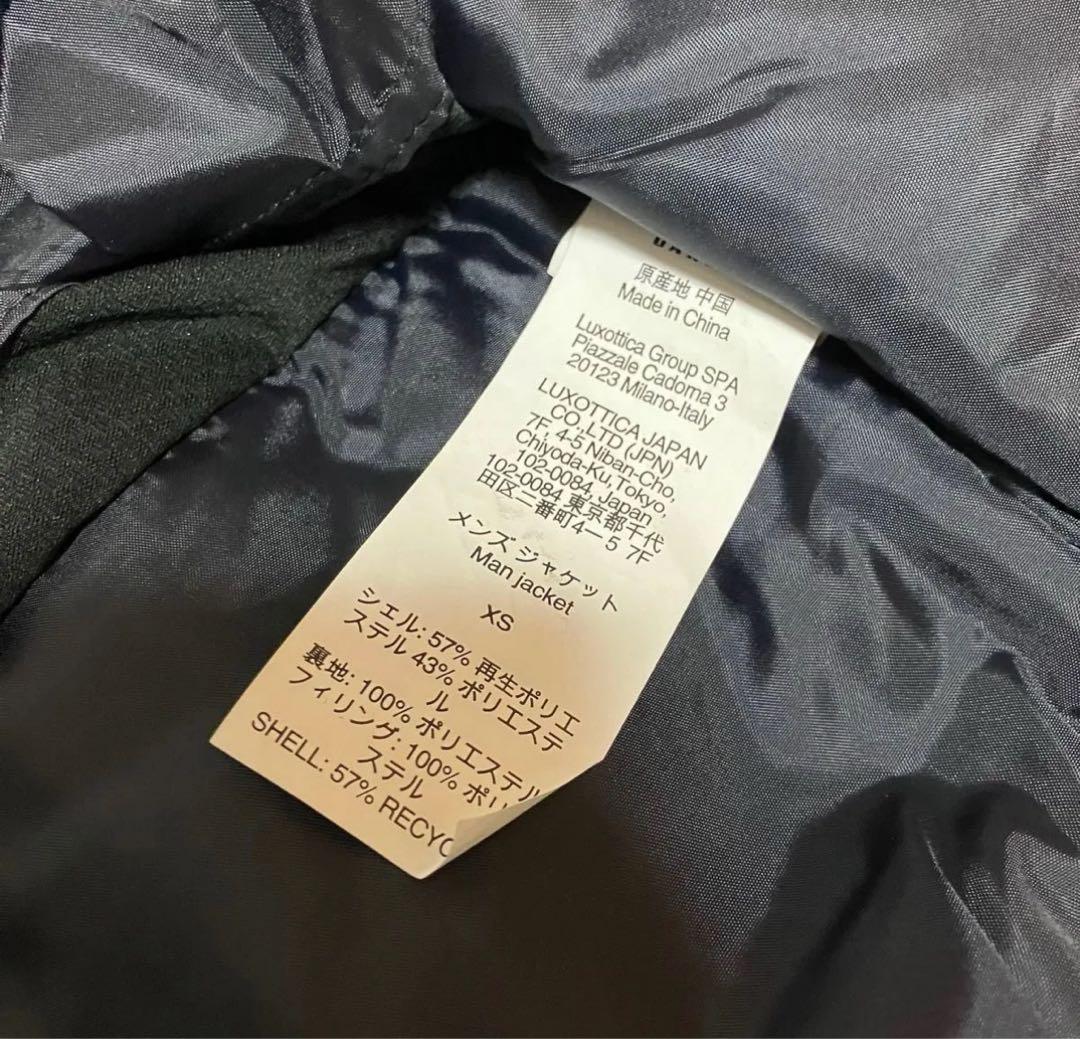 原産地 中国
Made in China
Luxottica Group SPA
Piazzale Cadorna 3
20123 Milano-Italy
LUXOTTICA JAPAN
CO.,LTD (JPN)
7F, 4-5 Niban-Cho,
Chiyoda-Ku,Tokyo,
102-0084, Japan
102-0084 東京都千代
田区二番町4ー5 7F
メンズ ジャケット
Man jacket
XS
シェル: 57% 再生ポリエ
ステル 43% ポリエステ
ル
裏地: 100% ポリエステル
フィリング: 100% ポリ
ステル
SHELL: 57% RECYC